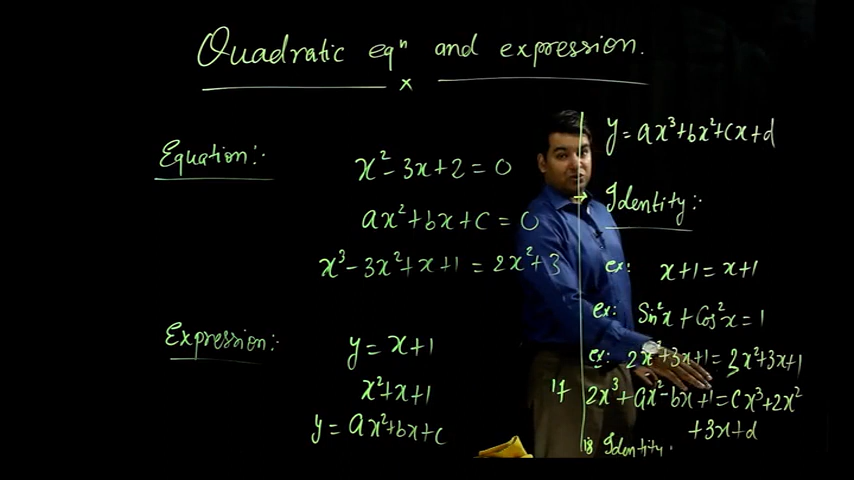 Quadratic eqⁿ and expression.
Equation:-
x² - 3x + 2 = 0
ax² + bx + c = 0
x³ - 3x² + x + 1 = 2x² + 3
Expression:-
y = x + 1
x² + x + 1
y = ax² + bx + c
y = ax³ + bx² + cx + d
→ Identity:-
ex: x + 1 = x + 1
ex: Sin²x + Cos²x = 1
ex: 2x² + 3x + 1 = 2x² + 3x + 1
If 2x³ + ax² - bx + 1 = cx³ + 2x²
+ 3x + d
is Identity.